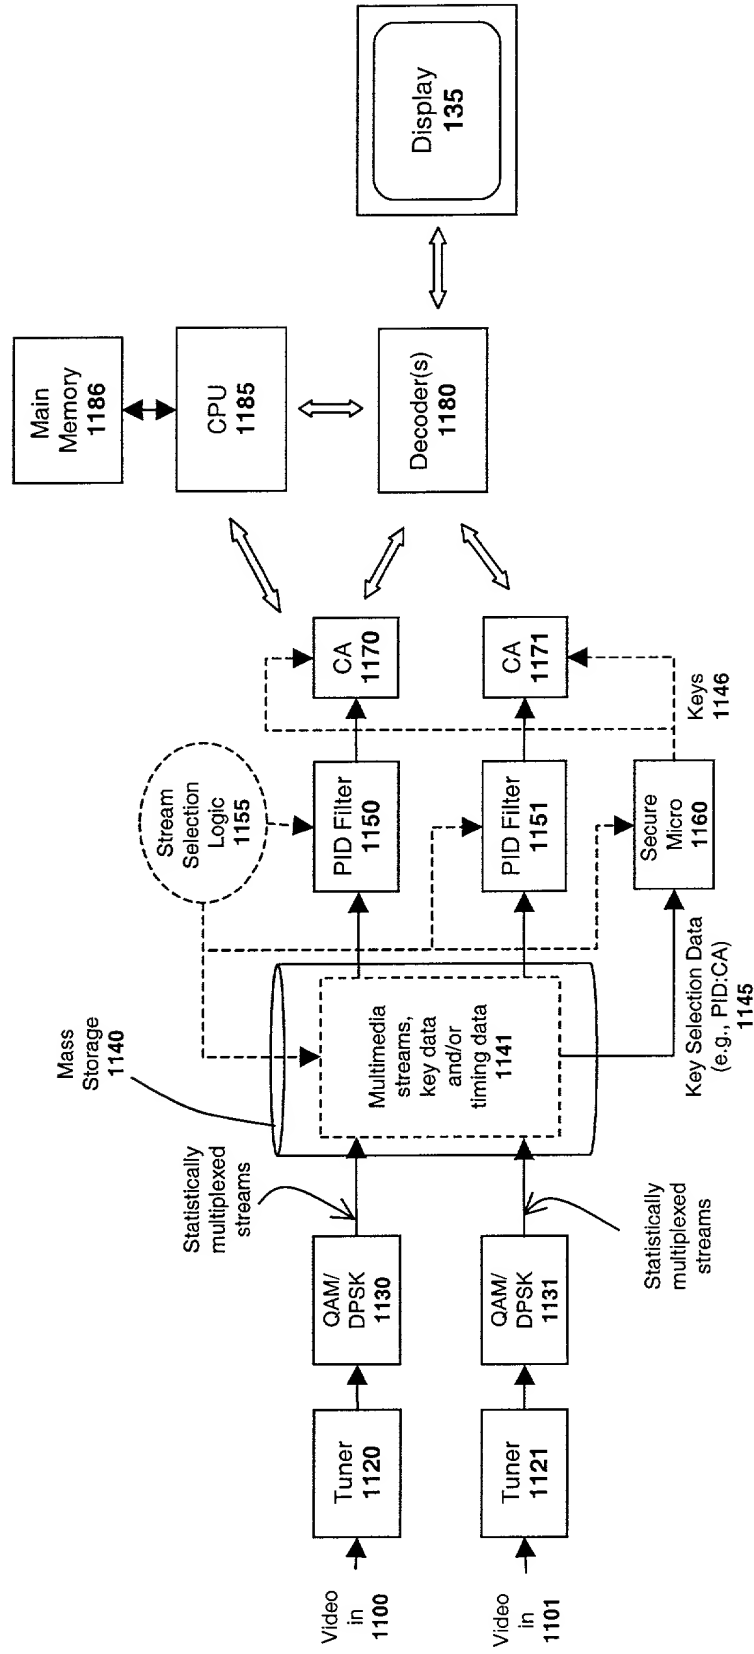 Video
in
1100
Tuner
1120
QAM/
DPSK
1130
Statistically
multiplexed
streams
Video
in
1101
Tuner
1121
QAM/
DPSK
1131
Statistically
multiplexed
streams
Mass
Storage
1140
Multimedia
streams,
key data
and/or
timing data
1141
Key Selection Data
(e.g., PID:CA)
1145
Stream
Selection
Logic
1155
PID Filter
1150
PID Filter
1151
Secure
Micro
1160
Keys
1146
CA
1170
CA
1171
Main
Memory
1186
CPU
1185
Decoder(s)
1180
Display
135